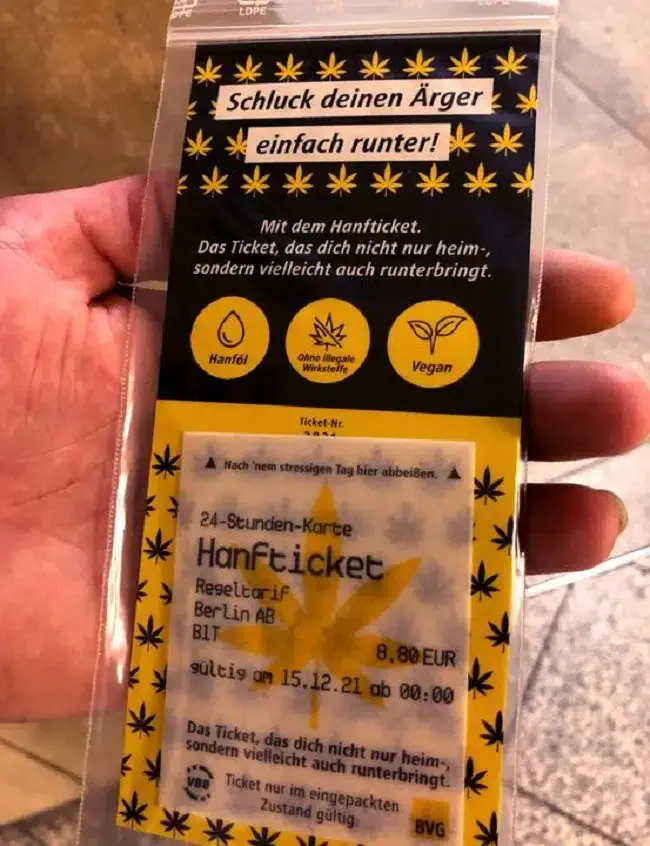 LDPE
Schluck deinen Ärger
einfach runter!
Mit dem Hanfticket.
Das Ticket, das dich nicht nur heim-,
sondern vielleicht auch runterbringt.
Hanföl
Ohne illegale
Wirkstoffe
Vegan
Ticket-Nr.
Nach 'nem stressigen Tag hier abbeißen.
24-Stunden-Karte
Hanfticket
Regeltarif
Berlin AB
B1T
8,80 EUR
gültig am 15.12.21 ab 00:00
Das Ticket, das dich nicht nur heim-,
sondern vielleicht auch runterbringt.
VBB
Ticket nur im eingepackten
Zustand gültig
BVG